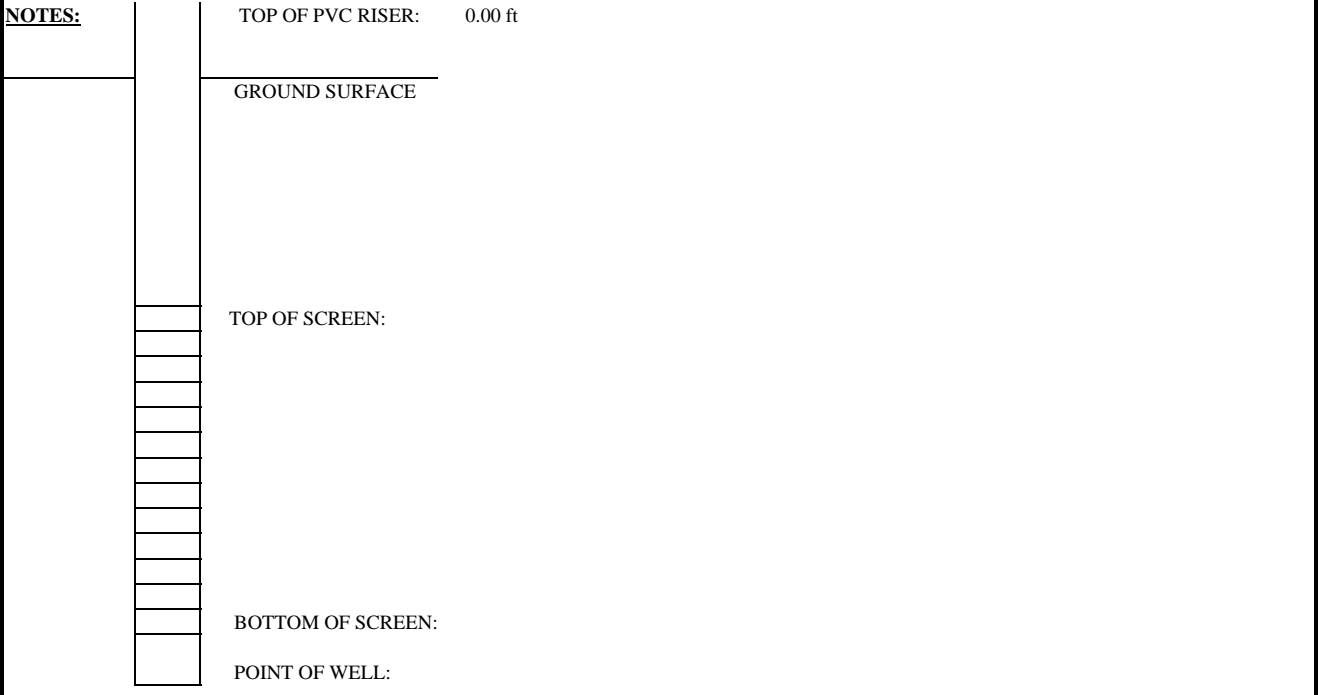 NOTES: TOP OF PVC RISER: 0.00 ft
GROUND SURFACE
TOP OF SCREEN:
BOTTOM OF SCREEN:
POINT OF WELL: